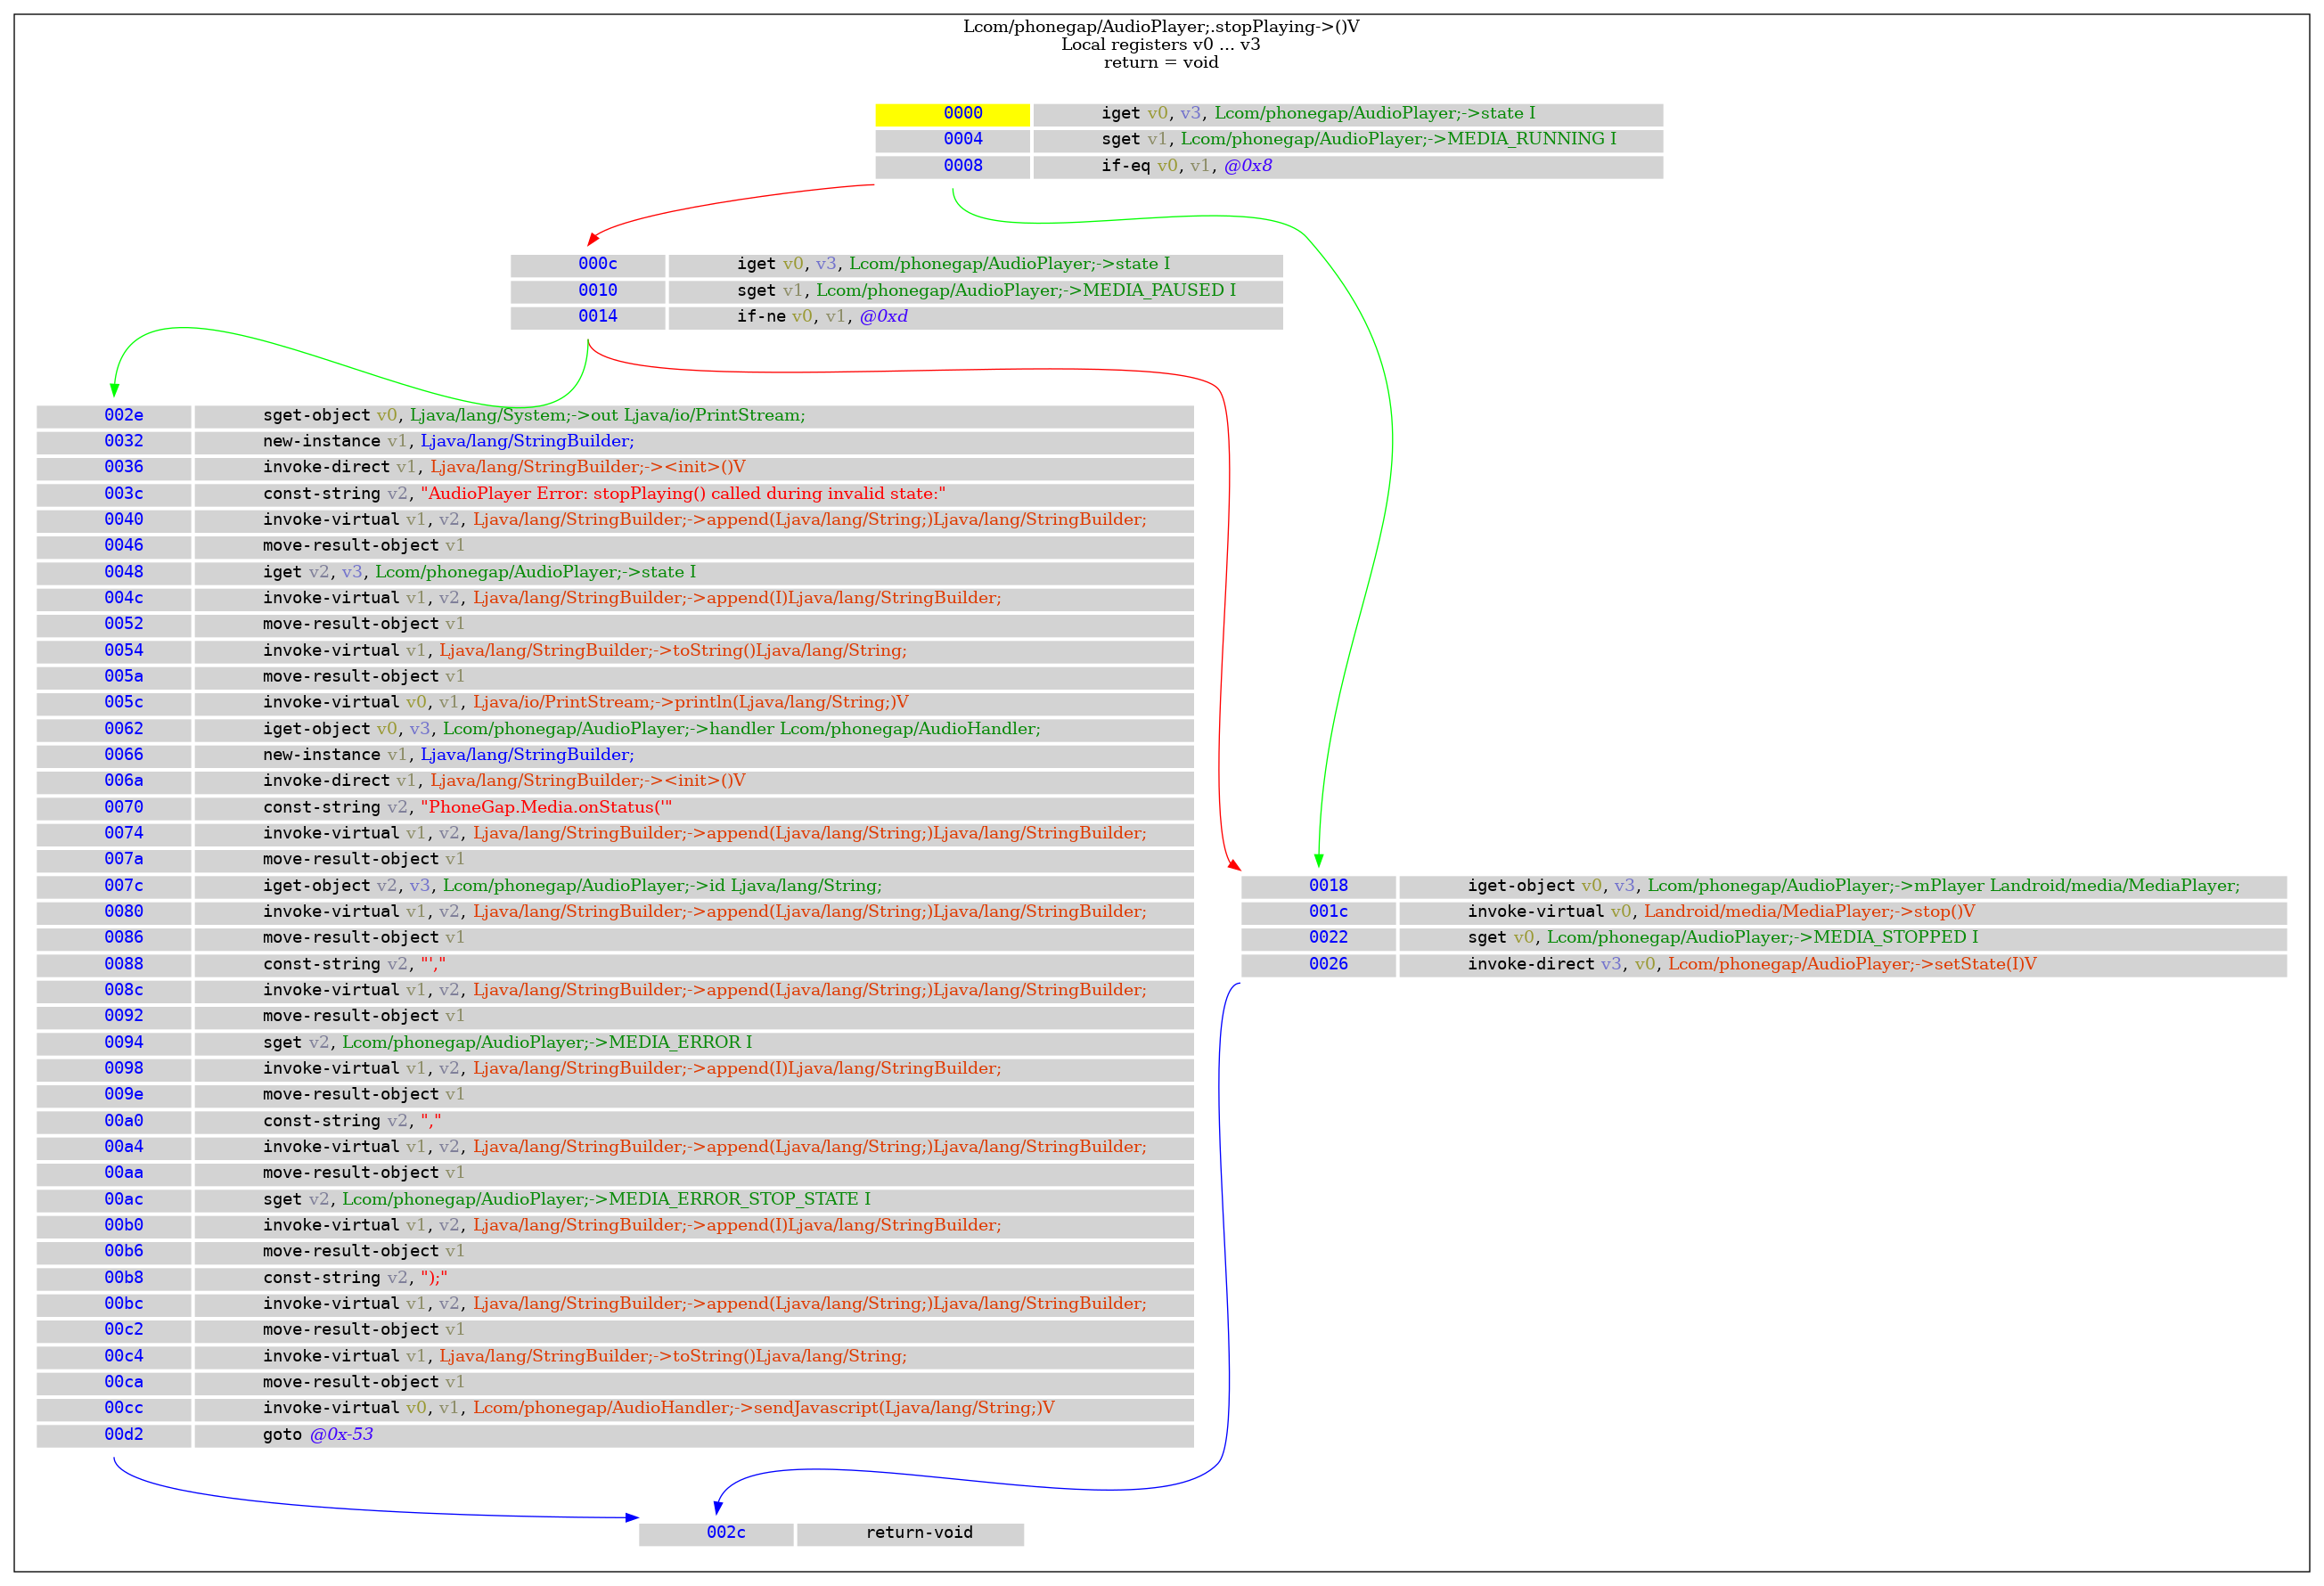 Lcom/phonegap/AudioPlayer;.stopPlaying->()V
Local registers v0 ... v3
return = void
0000 iget v0, v3, Lcom/phonegap/AudioPlayer;->state I
0004 sget v1, Lcom/phonegap/AudioPlayer;->MEDIA_RUNNING I
0008 if-eq v0, v1, @0x8
000c iget v0, v3, Lcom/phonegap/AudioPlayer;->state I
0010 sget v1, Lcom/phonegap/AudioPlayer;->MEDIA_PAUSED I
0014 if-ne v0, v1, @0xd
002e sget-object v0, Ljava/lang/System;->out Ljava/io/PrintStream;
0032 new-instance v1, Ljava/lang/StringBuilder;
0036 invoke-direct v1, Ljava/lang/StringBuilder;-><init>()V
003c const-string v2, "AudioPlayer Error: stopPlaying() called during invalid state:"
0040 invoke-virtual v1, v2, Ljava/lang/StringBuilder;->append(Ljava/lang/String;)Ljava/lang/StringBuilder;
0046 move-result-object v1
0048 iget v2, v3, Lcom/phonegap/AudioPlayer;->state I
004c invoke-virtual v1, v2, Ljava/lang/StringBuilder;->append(I)Ljava/lang/StringBuilder;
0052 move-result-object v1
0054 invoke-virtual v1, Ljava/lang/StringBuilder;->toString()Ljava/lang/String;
005a move-result-object v1
005c invoke-virtual v0, v1, Ljava/io/PrintStream;->println(Ljava/lang/String;)V
0062 iget-object v0, v3, Lcom/phonegap/AudioPlayer;->handler Lcom/phonegap/AudioHandler;
0066 new-instance v1, Ljava/lang/StringBuilder;
006a invoke-direct v1, Ljava/lang/StringBuilder;-><init>()V
0070 const-string v2, "PhoneGap.Media.onStatus('"
0074 invoke-virtual v1, v2, Ljava/lang/StringBuilder;->append(Ljava/lang/String;)Ljava/lang/StringBuilder;
007a move-result-object v1
007c iget-object v2, v3, Lcom/phonegap/AudioPlayer;->id Ljava/lang/String;
0080 invoke-virtual v1, v2, Ljava/lang/StringBuilder;->append(Ljava/lang/String;)Ljava/lang/StringBuilder;
0086 move-result-object v1
0088 const-string v2, "',"
008c invoke-virtual v1, v2, Ljava/lang/StringBuilder;->append(Ljava/lang/String;)Ljava/lang/StringBuilder;
0092 move-result-object v1
0094 sget v2, Lcom/phonegap/AudioPlayer;->MEDIA_ERROR I
0098 invoke-virtual v1, v2, Ljava/lang/StringBuilder;->append(I)Ljava/lang/StringBuilder;
009e move-result-object v1
00a0 const-string v2, ","
00a4 invoke-virtual v1, v2, Ljava/lang/StringBuilder;->append(Ljava/lang/String;)Ljava/lang/StringBuilder;
00aa move-result-object v1
00ac sget v2, Lcom/phonegap/AudioPlayer;->MEDIA_ERROR_STOP_STATE I
00b0 invoke-virtual v1, v2, Ljava/lang/StringBuilder;->append(I)Ljava/lang/StringBuilder;
00b6 move-result-object v1
00b8 const-string v2, ");"
00bc invoke-virtual v1, v2, Ljava/lang/StringBuilder;->append(Ljava/lang/String;)Ljava/lang/StringBuilder;
00c2 move-result-object v1
00c4 invoke-virtual v1, Ljava/lang/StringBuilder;->toString()Ljava/lang/String;
00ca move-result-object v1
00cc invoke-virtual v0, v1, Lcom/phonegap/AudioHandler;->sendJavascript(Ljava/lang/String;)V
00d2 goto @0x-53
0018 iget-object v0, v3, Lcom/phonegap/AudioPlayer;->mPlayer Landroid/media/MediaPlayer;
001c invoke-virtual v0, Landroid/media/MediaPlayer;->stop()V
0022 sget v0, Lcom/phonegap/AudioPlayer;->MEDIA_STOPPED I
0026 invoke-direct v3, v0, Lcom/phonegap/AudioPlayer;->setState(I)V
002c return-void